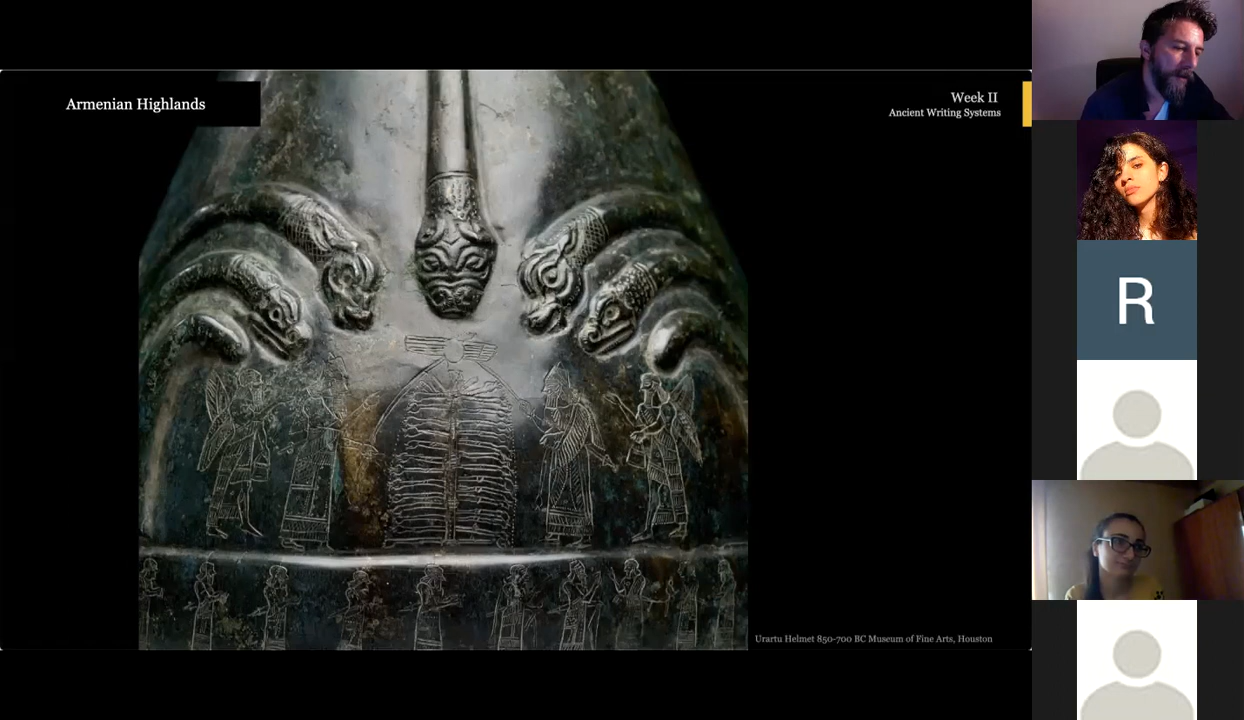 Armenian Highlands
Week II
Ancient Writing Systems
R
Urartu Helmet 850-700 BC Museum of Fine Arts, Houston